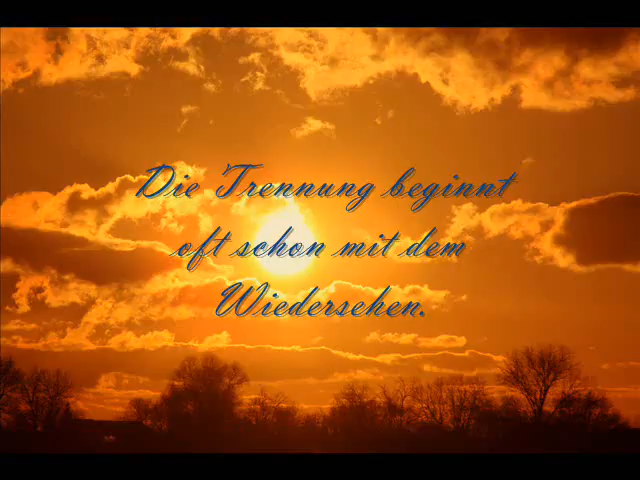 Die Trennung beginnt
oft schon mit dem
Wiedersehen.